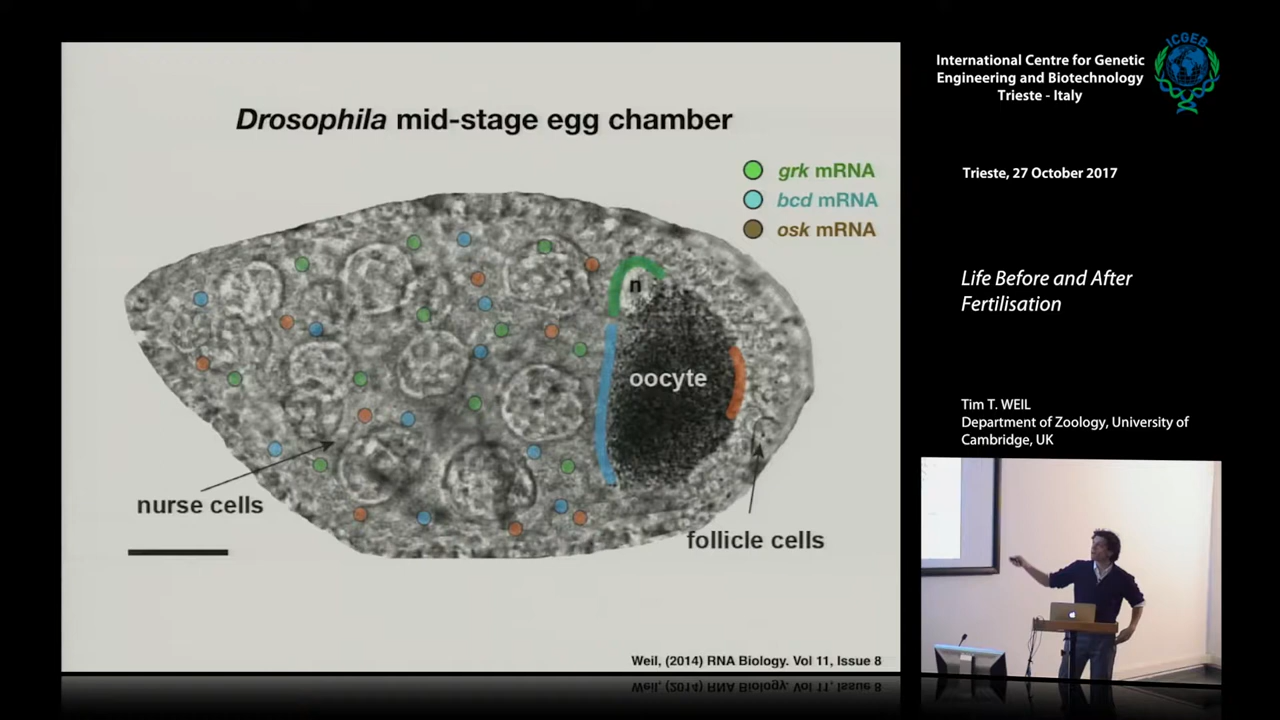 Drosophila mid-stage egg chamber
grk mRNA
bcd mRNA
osk mRNA
n
oocyte
nurse cells
follicle cells
Weil, (2014) RNA Biology. Vol 11, Issue 8
International Centre for Genetic
Engineering and Biotechnology
Trieste - Italy
ICGEB
Trieste, 27 October 2017
Life Before and After
Fertilisation
Tim T. WEIL
Department of Zoology, University of
Cambridge, UK